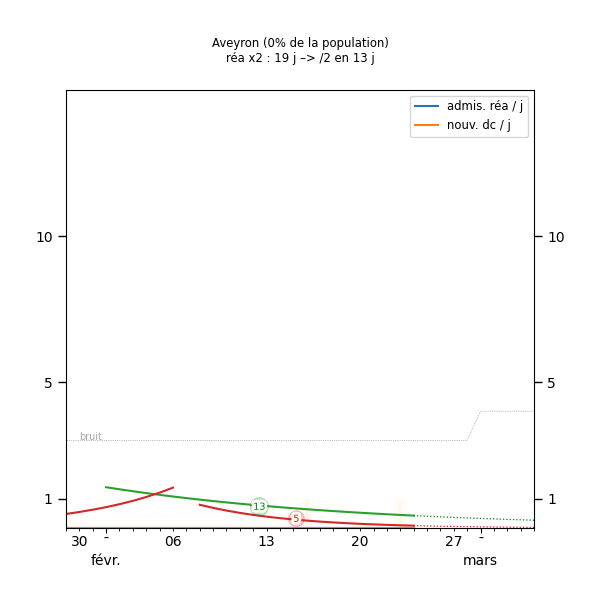 Aveyron (0% de la population)
réa x2 : 19 j –> /2 en 13 j
admis. réa / j
nouv. dc / j
10 10
5 5
bruit
1 1
13
5
30 - 06 13 20 27 -
févr. mars